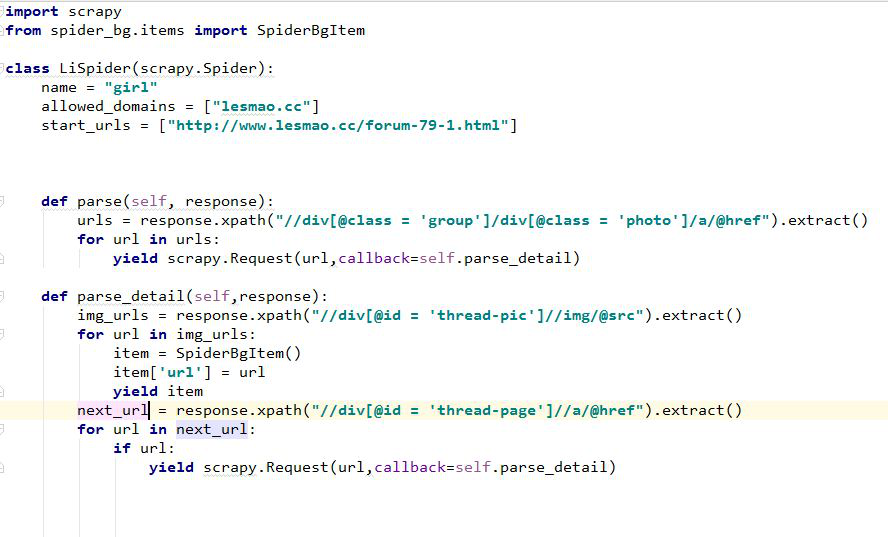 import scrapy
from spider_bg.items import SpiderBgItem
class LiSpider(scrapy.Spider):
    name = "girl"
    allowed_domains = ["lesmao.cc"]
    start_urls = ["http://www.lesmao.cc/forum-79-1.html"]
    def parse(self, response):
        urls = response.xpath("//div[@class = 'group']/div[@class = 'photo']/a/@href").extract()
        for url in urls:
            yield scrapy.Request(url,callback=self.parse_detail)
    def parse_detail(self,response):
        img_urls = response.xpath("//div[@id = 'thread-pic']//img/@src").extract()
        for url in img_urls:
            item = SpiderBgItem()
            item['url'] = url
            yield item
        next_url = response.xpath("//div[@id = 'thread-page']//a/@href").extract()
        for url in next_url:
            if url:
                yield scrapy.Request(url,callback=self.parse_detail)